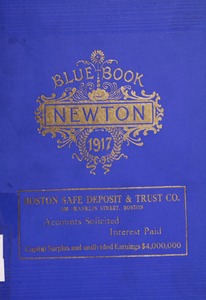 BLUE BOOK
NEWTON
1917
BOSTON SAFE DEPOSIT & TRUST CO.
100 FRANKLIN STREET, BOSTON
Accounts Solicited
Interest Paid
Capital Surplus and undivided Earnings $4,000,000